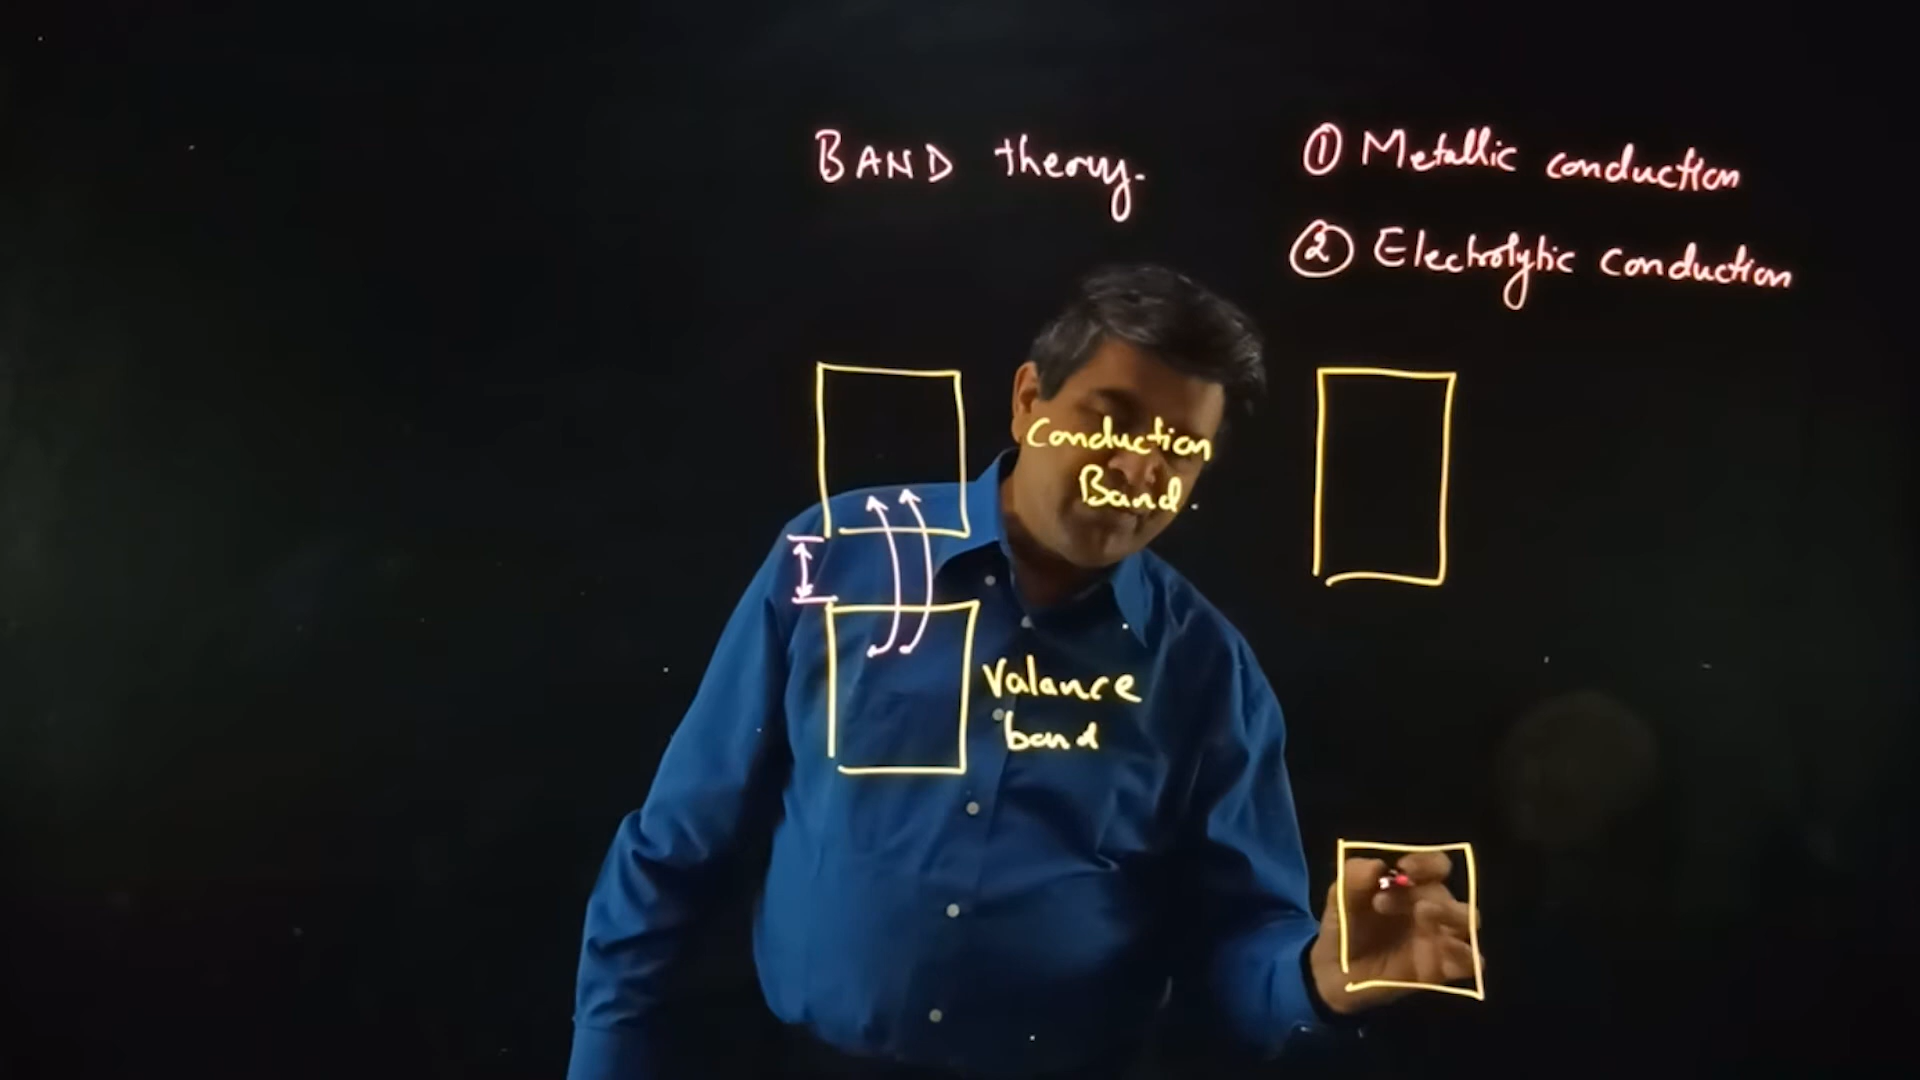 BAND theory.
① Metallic conduction
② Electrolytic conduction
Conduction
Band.
Valance
band